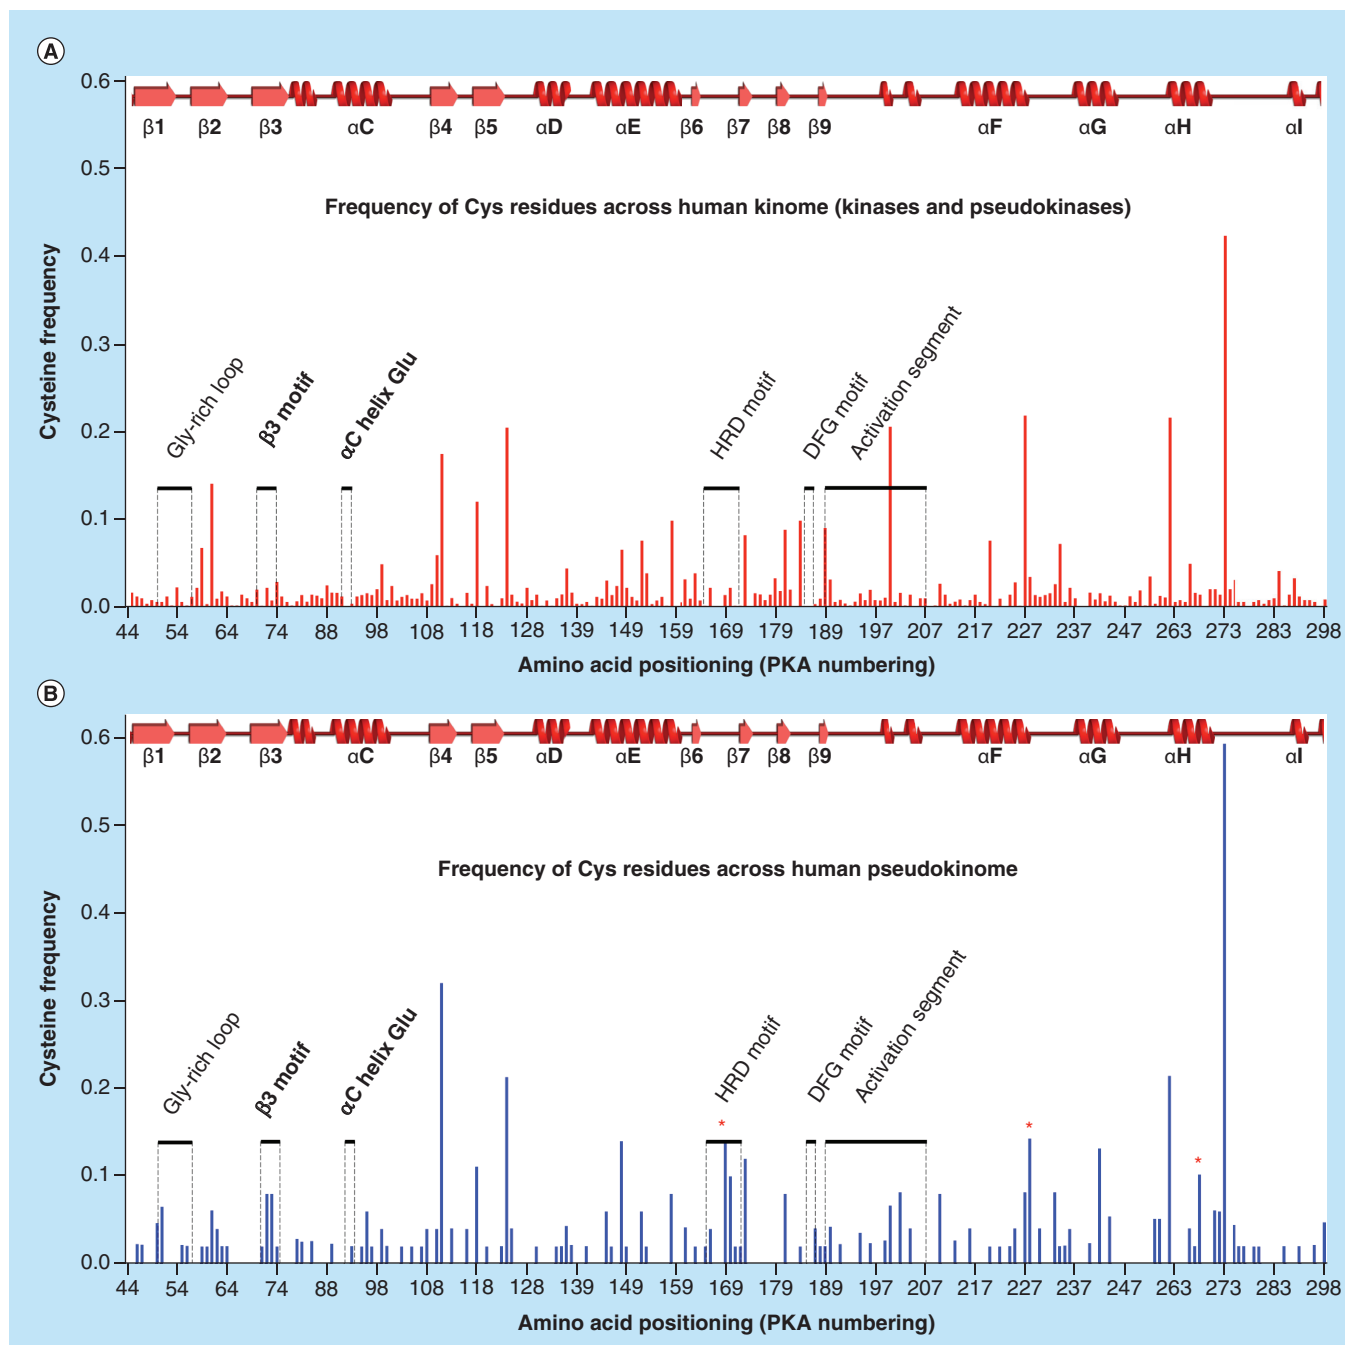 A
0.6
β1 β2 β3 αC β4 β5 αD αE β6 β7 β8 β9 αF αG αH αI
0.5
Frequency of Cys residues across human kinome (kinases and pseudokinases)
0.4
0.3
0.2
0.1
0.0
Cysteine frequency
Gly-rich loop
β3 motif
αC helix Glu
HRD motif
DFG motif
Activation segment
44 54 64 74 88 98 108 118 128 139 149 159 169 179 189 197 207 217 227 237 247 263 273 283 298
Amino acid positioning (PKA numbering)
B
0.6
β1 β2 β3 αC β4 β5 αD αE β6 β7 β8 β9 αF αG αH αI
0.5
Frequency of Cys residues across human pseudokinome
0.4
0.3
0.2
0.1
0.0
Cysteine frequency
Gly-rich loop
β3 motif
αC helix Glu
HRD motif
DFG motif
Activation segment
* * *
44 54 64 74 88 98 108 118 128 139 149 159 169 179 189 197 207 217 227 237 247 263 273 283 298
Amino acid positioning (PKA numbering)